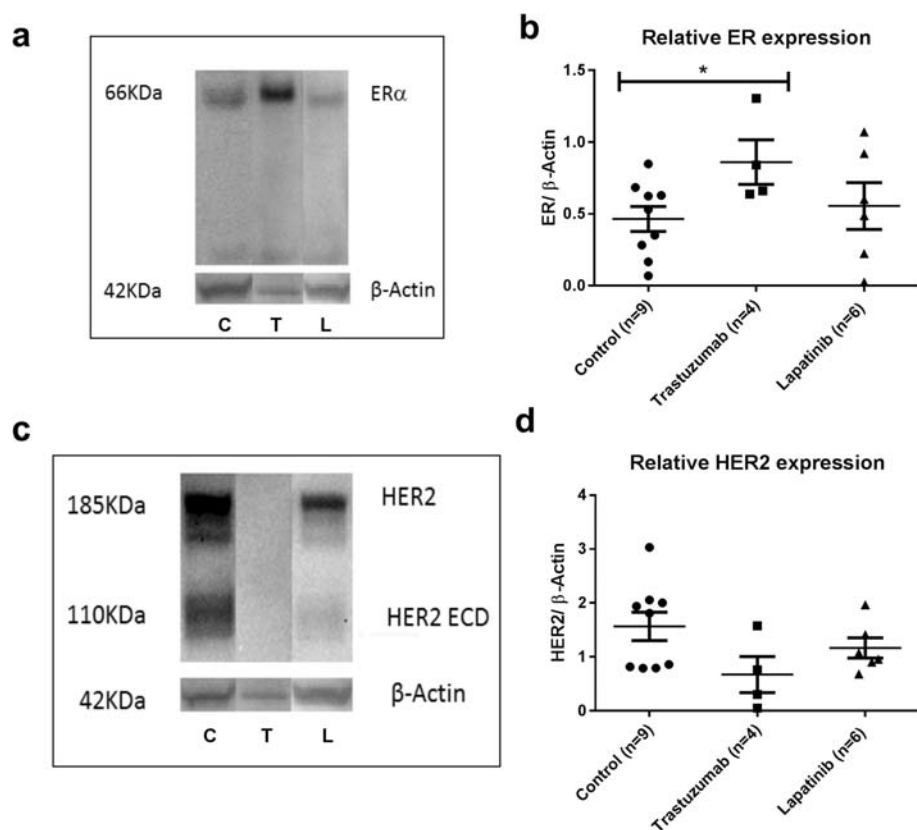 a
66KDa
ERα
42KDa
β-Actin
C T L
b
Relative ER expression
*
ER/ β-Actin
1.5
1.0
0.5
0.0
Control (n=9)
Trastuzumab (n=4)
Lapatinib (n=6)
c
185KDa
HER2
110KDa
HER2 ECD
42KDa
β-Actin
C T L
d
Relative HER2 expression
HER2/ β-Actin
4
3
2
1
0
Control (n=9)
Trastuzumab (n=4)
Lapatinib (n=6)